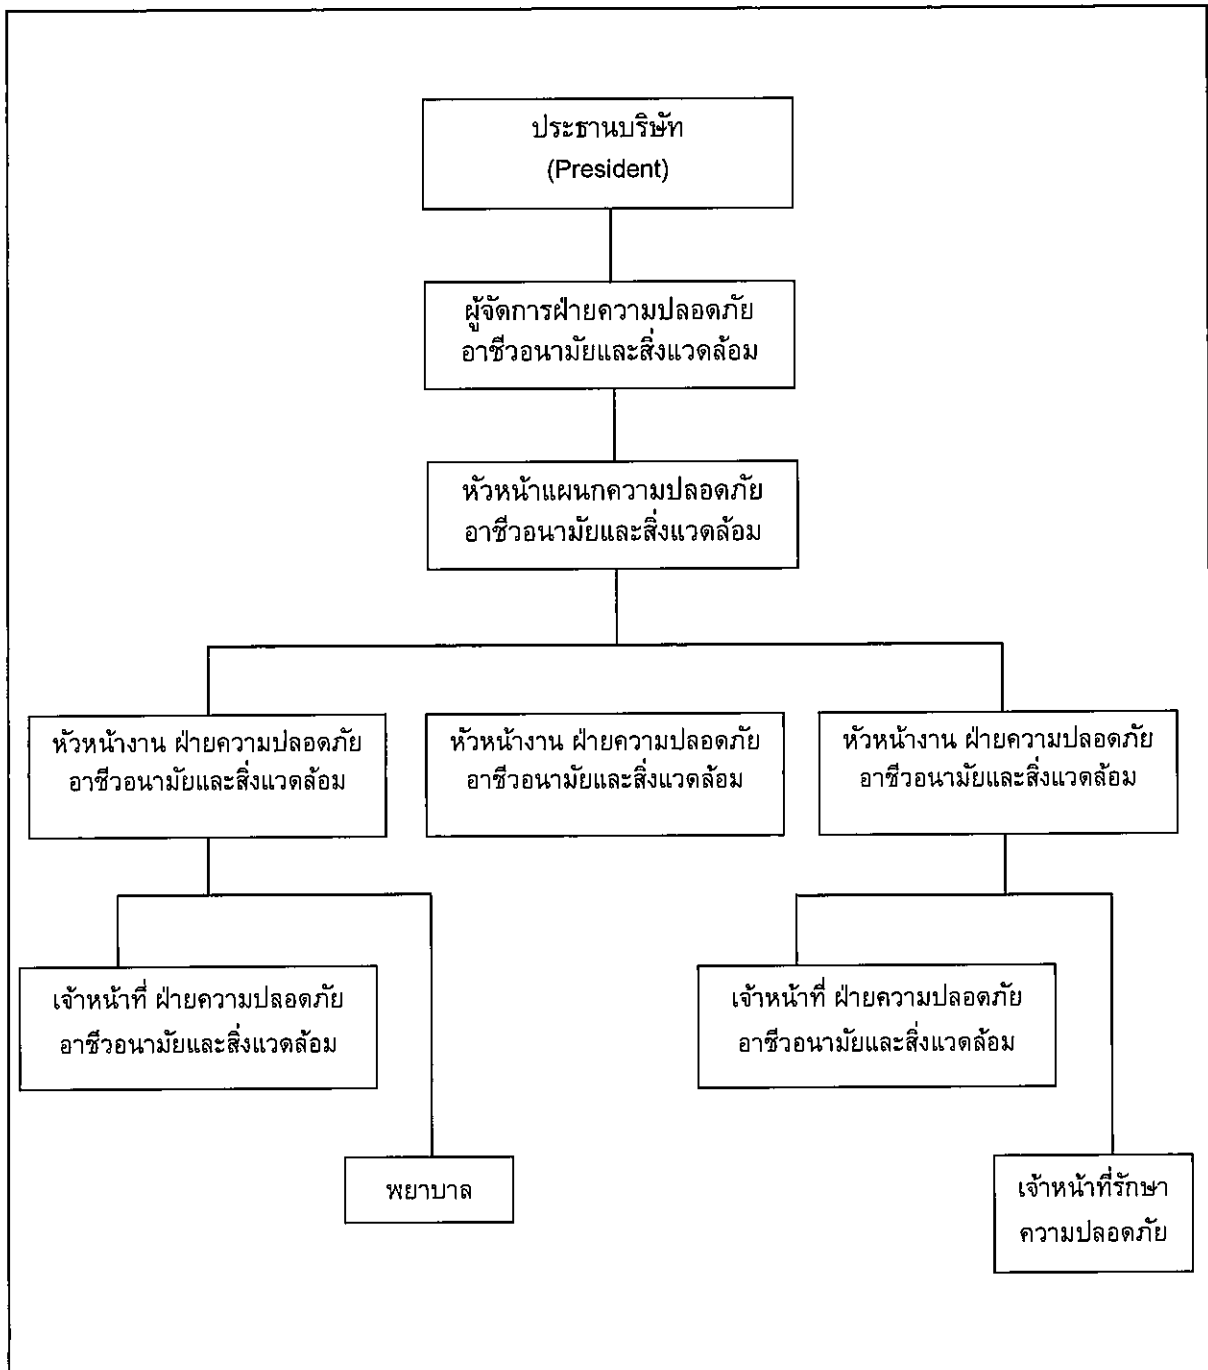 ประธานบริษัท
(President)
ผู้จัดการฝ่ายความปลอดภัย
อาชีวอนามัยและสิ่งแวดล้อม
หัวหน้าแผนกความปลอดภัย
อาชีวอนามัยและสิ่งแวดล้อม
หัวหน้างาน ฝ่ายความปลอดภัย
อาชีวอนามัยและสิ่งแวดล้อม
หัวหน้างาน ฝ่ายความปลอดภัย
อาชีวอนามัยและสิ่งแวดล้อม
หัวหน้างาน ฝ่ายความปลอดภัย
อาชีวอนามัยและสิ่งแวดล้อม
เจ้าหน้าที่ ฝ่ายความปลอดภัย
อาชีวอนามัยและสิ่งแวดล้อม
เจ้าหน้าที่ ฝ่ายความปลอดภัย
อาชีวอนามัยและสิ่งแวดล้อม
พยาบาล
เจ้าหน้าที่รักษา
ความปลอดภัย